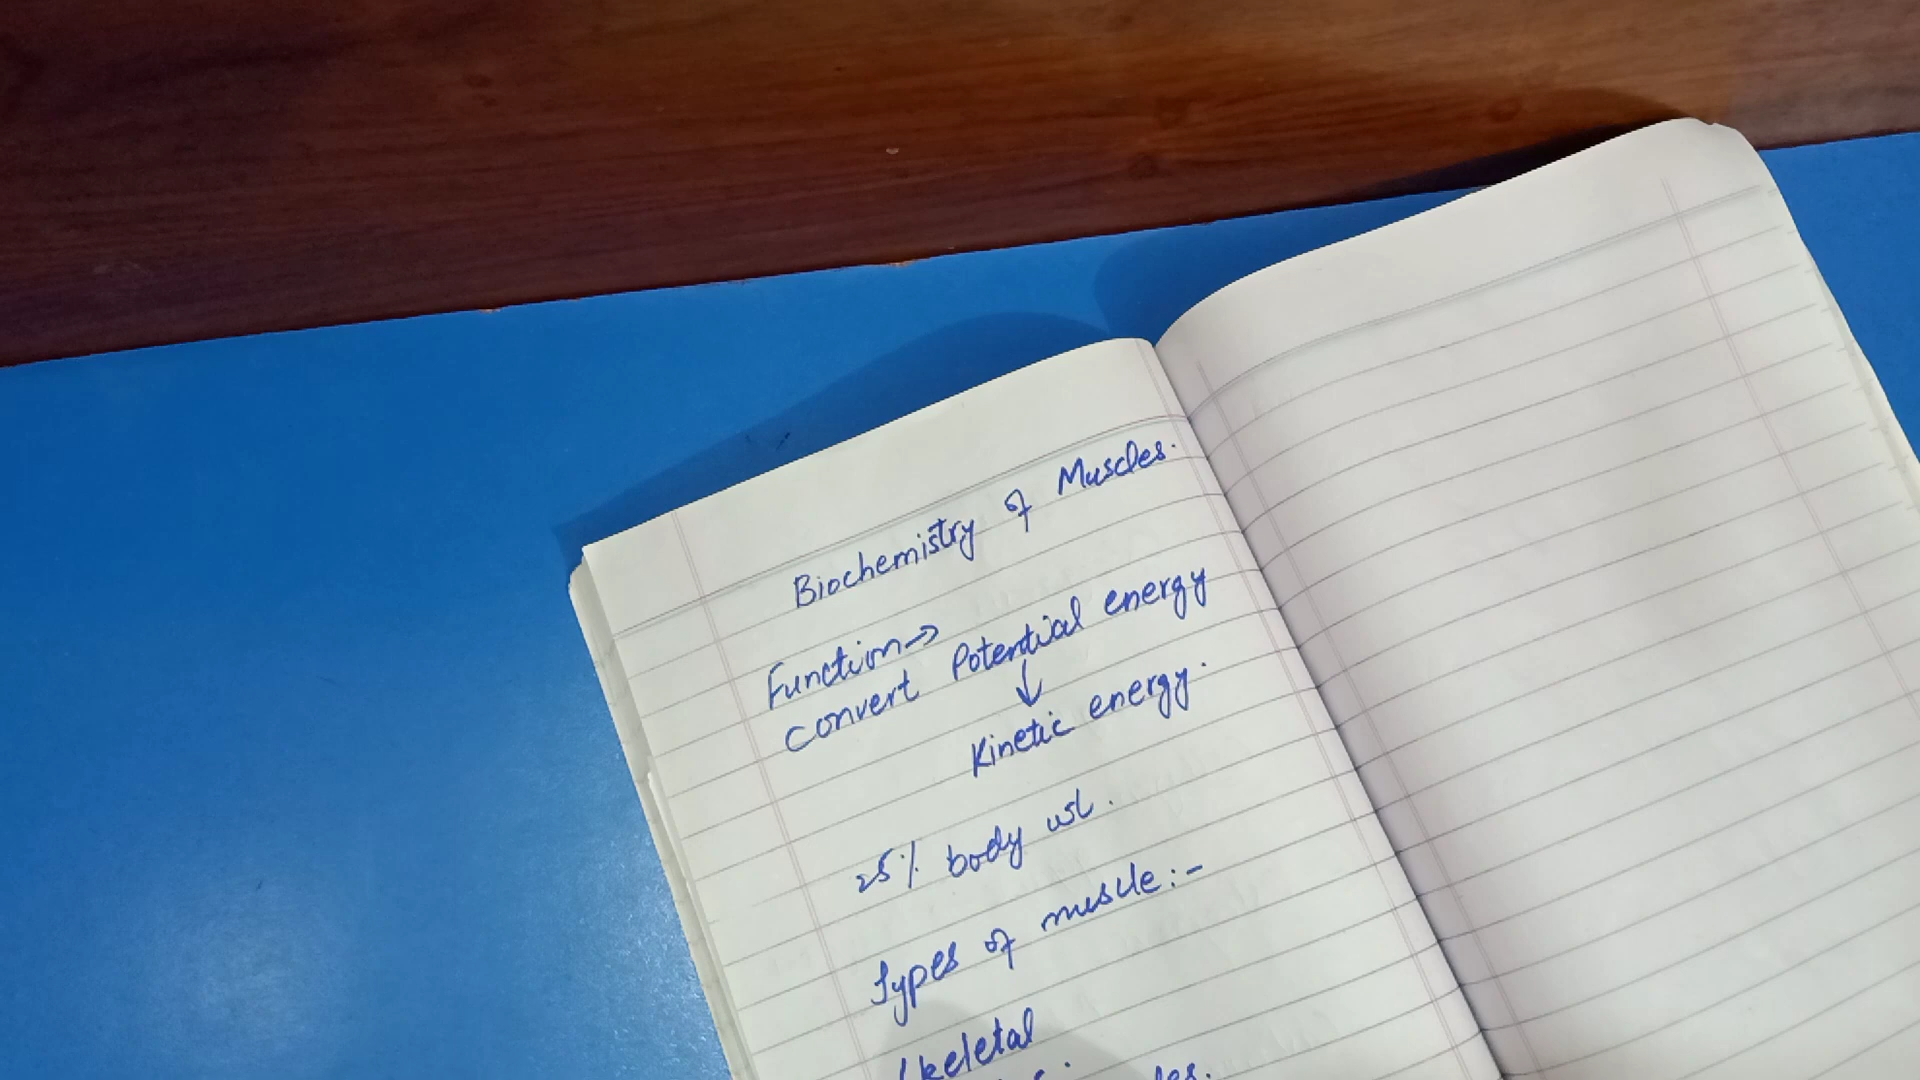 Biochemistry of Muscles.
Function→
Convert Potential energy
↓
Kinetic energy.
25% body wt.
Types of muscle:-
Skeletal